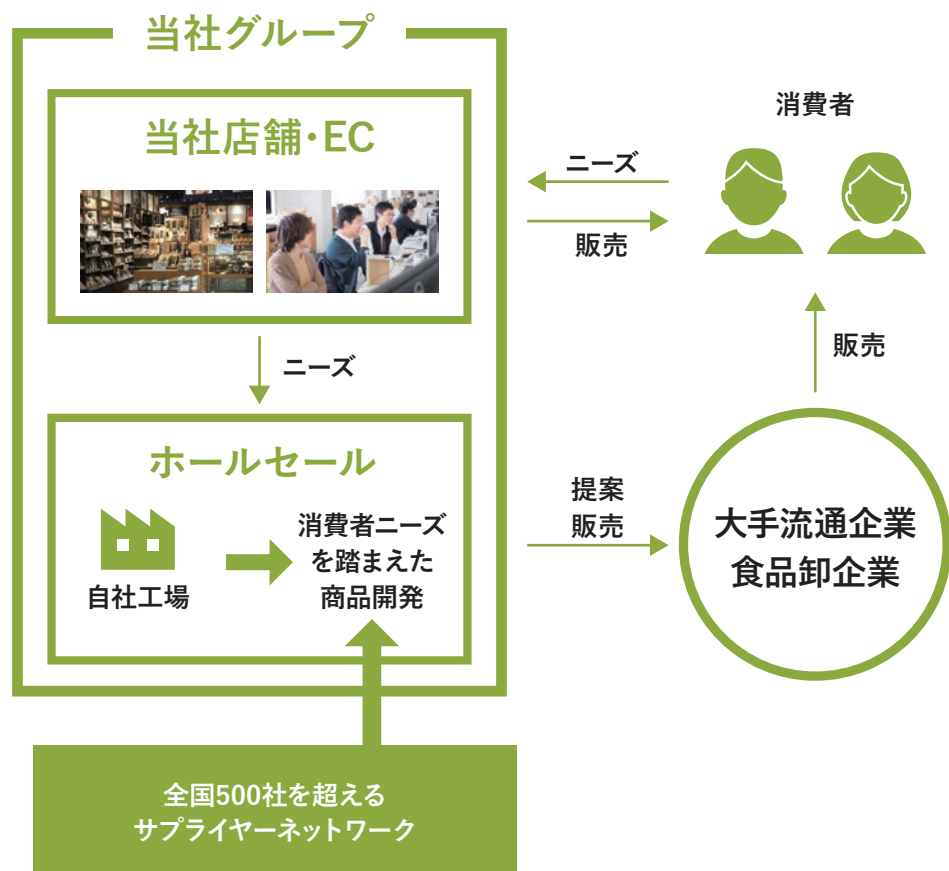 当社グループ
当社店舗・EC
消費者
ニーズ
販売
ニーズ
販売
ホールセール
自社工場
消費者ニーズ
を踏まえた
商品開発
提案
販売
大手流通企業
食品卸企業
全国500社を超える
サプライヤーネットワーク